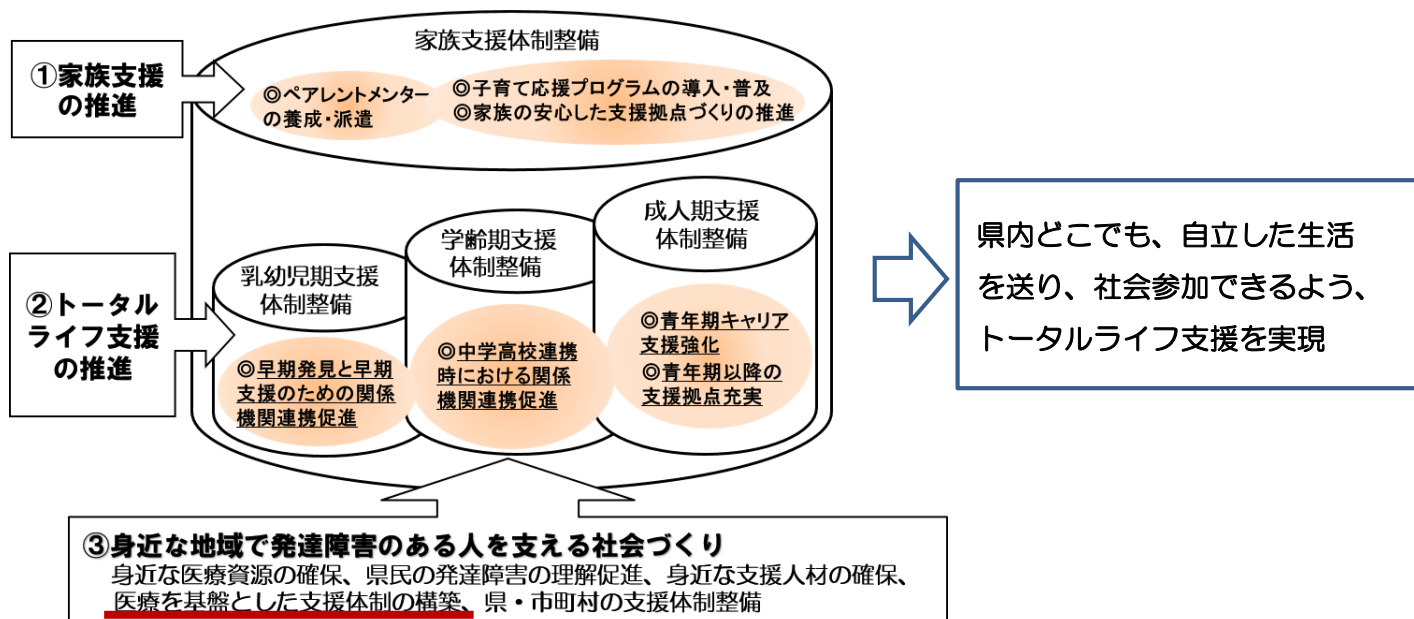 家族支援体制整備
①家族支援
の推進
◎ペアレントメンター
の養成・派遣
◎子育て応援プログラムの導入・普及
◎家族の安心した支援拠点づくりの推進
②トータル
ライフ支援
の推進
乳幼児期支援
体制整備
◎早期発見と早期
支援のための関係
機関連携促進
学齢期支援
体制整備
◎中学高校連携
時における関係
機関連携促進
成人期支援
体制整備
◎青年期キャリア
支援強化
◎青年期以降の
支援拠点充実
県内どこでも、自立した生活
を送り、社会参加できるよう、
トータルライフ支援を実現
③身近な地域で発達障害のある人を支える社会づくり
身近な医療資源の確保、県民の発達障害の理解促進、身近な支援人材の確保、
医療を基盤とした支援体制の構築、県・市町村の支援体制整備